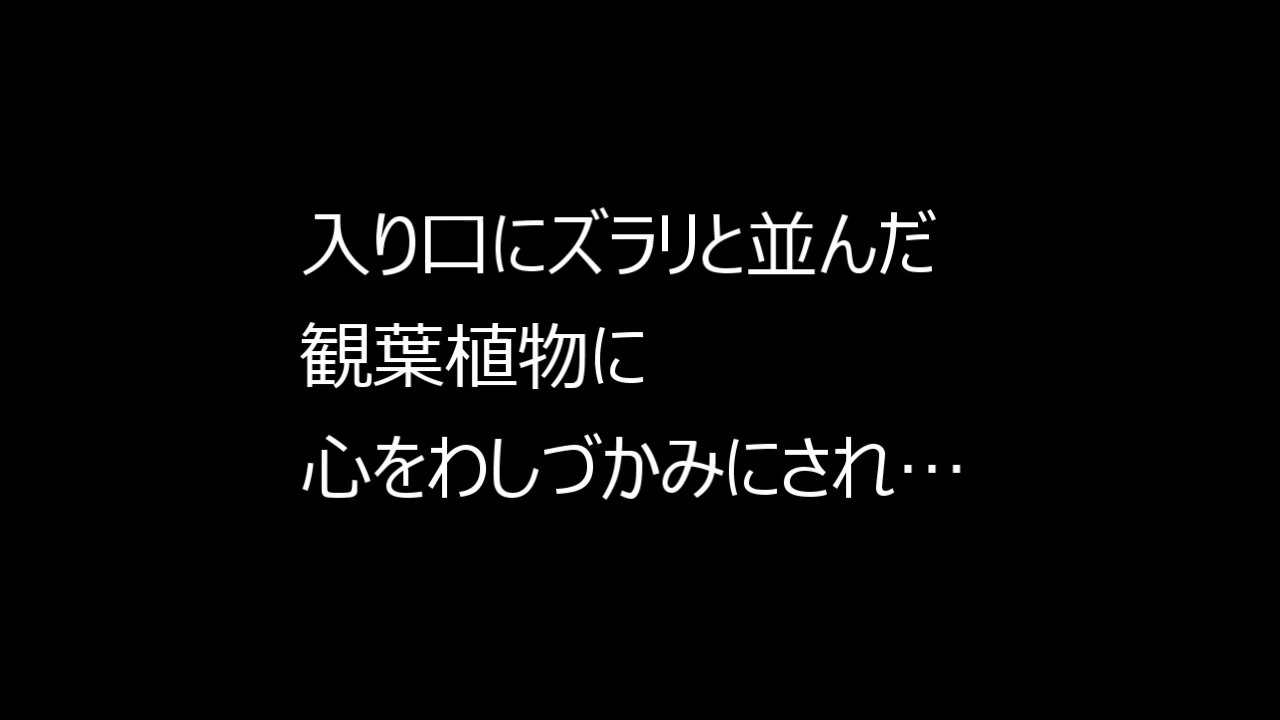 入り口にズラリと並んだ
観葉植物に
心をわしづかみにされ…